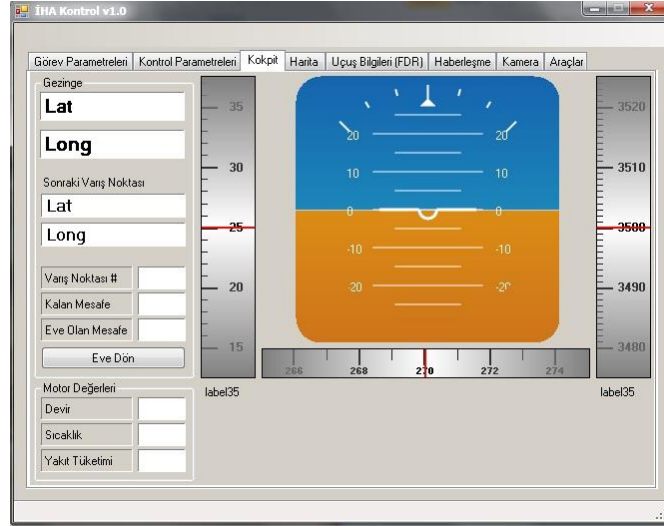 İHA Kontrol v1.0
Görev Parametreleri Kontrol Parametreleri Kokpit Harita Uçuş Bilgileri (FDR) Haberleşme Kamera Araçlar
Gezinge
Lat
Long
Sonraki Varış Noktası
Lat
Long
Varış Noktası #
Kalan Mesafe
Eve Olan Mesafe
Eve Dön
Motor Değerleri
Devir
Sıcaklık
Yakıt Tüketimi
35
30
25
20
15
label35
20 20
10 10
0 0
-10 -10
-20 -20
266 268 270 272 274
3520
3510
3500
3490
3480
label35